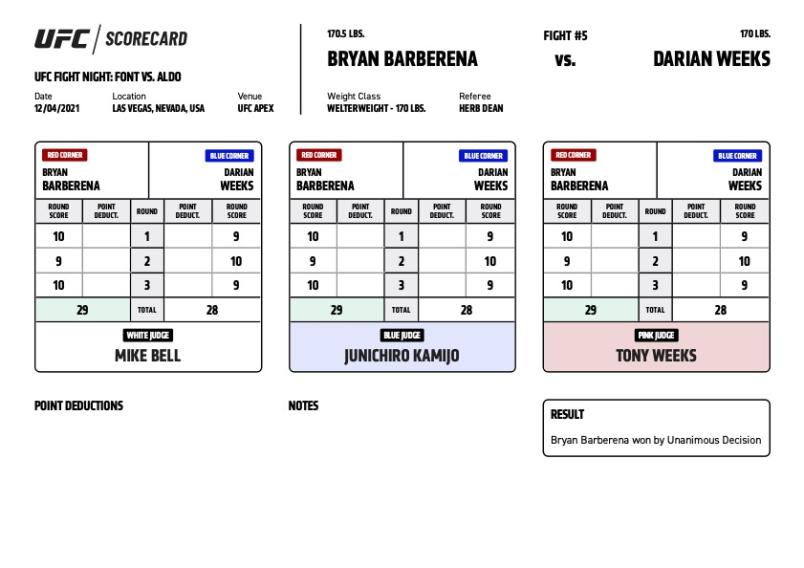 UFC / SCORECARD
UFC FIGHT NIGHT: FONT VS. ALDO
Date Location Venue
12/04/2021 LAS VEGAS, NEVADA, USA UFC APEX
170.5 LBS. FIGHT #5 170 LBS.
BRYAN BARBERENA VS. DARIAN WEEKS
Weight Class Referee
WELTERWEIGHT - 170 LBS. HERB DEAN
RED CORNER BLUE CORNER
BRYAN DARIAN
BARBERENA WEEKS
ROUND POINT ROUND POINT ROUND
SCORE DEDUCT. DEDUCT. SCORE
10 1 9
9 2 10
10 3 9
29 TOTAL 28
WHITE JUDGE
MIKE BELL
RED CORNER BLUE CORNER
BRYAN DARIAN
BARBERENA WEEKS
ROUND POINT ROUND POINT ROUND
SCORE DEDUCT. DEDUCT. SCORE
10 1 9
9 2 10
10 3 9
29 TOTAL 28
BLUE JUDGE
JUNICHIRO KAMIJO
RED CORNER BLUE CORNER
BRYAN DARIAN
BARBERENA WEEKS
ROUND POINT ROUND POINT ROUND
SCORE DEDUCT. DEDUCT. SCORE
10 1 9
9 2 10
10 3 9
29 TOTAL 28
PINK JUDGE
TONY WEEKS
POINT DEDUCTIONS
NOTES
RESULT
Bryan Barberena won by Unanimous Decision